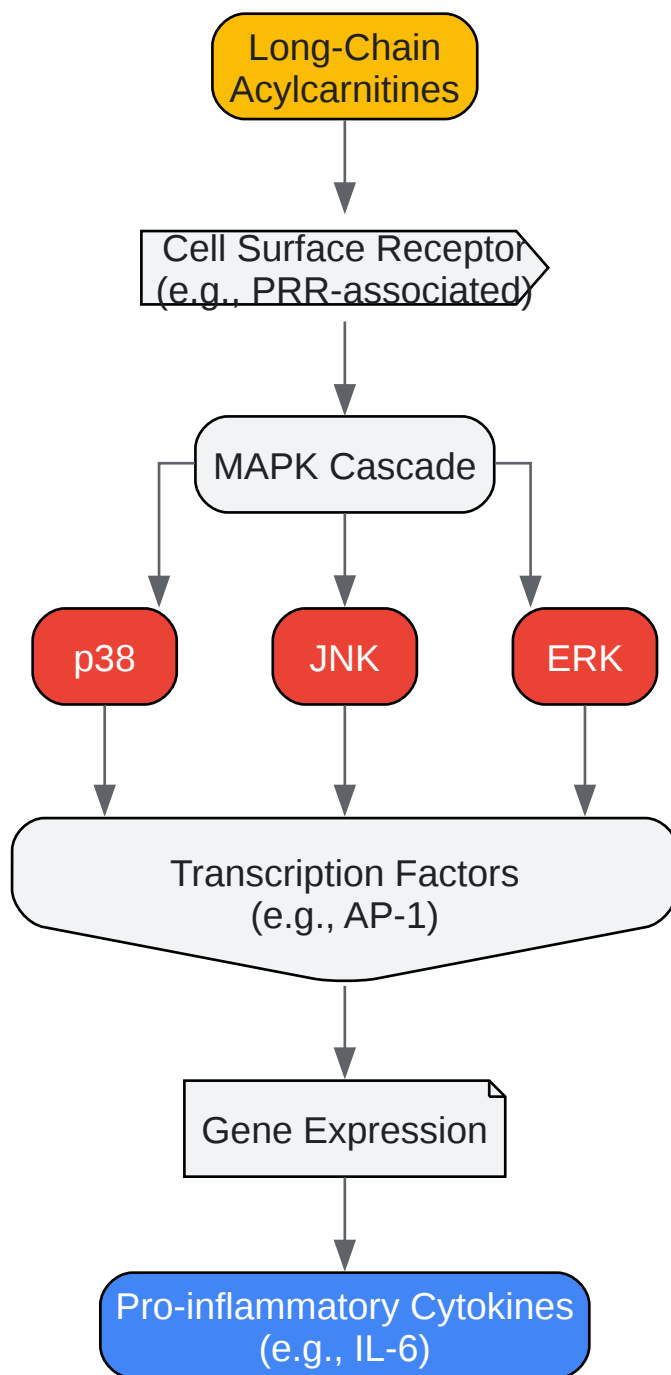 Long-Chain
Acylcarnitines
Cell Surface Receptor
(e.g., PRR-associated)
MAPK Cascade
p38
JNK
ERK
Transcription Factors
(e.g., AP-1)
Gene Expression
Pro-inflammatory Cytokines
(e.g., IL-6)